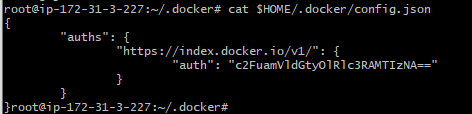 root@ip-172-31-3-227:~/.docker# cat $HOME/.docker/config.json
{
        "auths": {
                "https://index.docker.io/v1/": {
                        "auth": "c2FuamVldGtyOlRlc3RAMTIzNA=="
                }
        }
}root@ip-172-31-3-227:~/.docker#